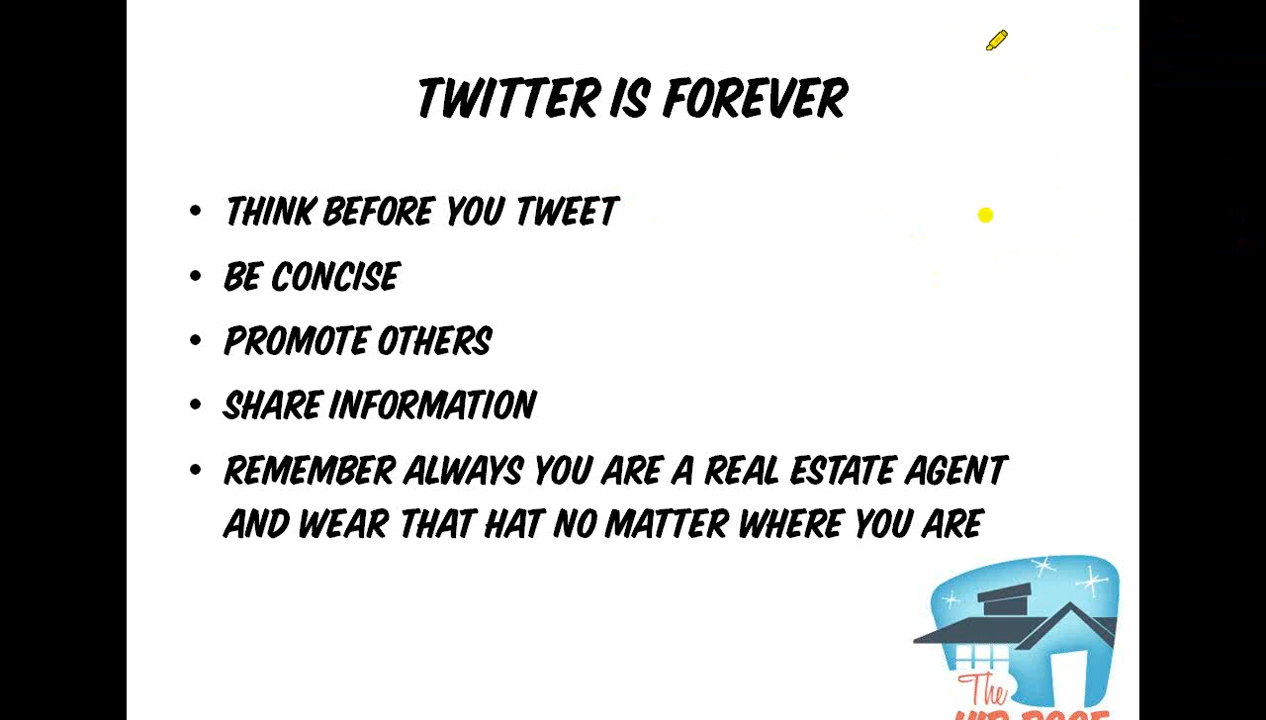 TWITTER IS FOREVER
• THINK BEFORE YOU TWEET
• BE CONCISE
• PROMOTE OTHERS
• SHARE INFORMATION
• REMEMBER ALWAYS YOU ARE A REAL ESTATE AGENT
AND WEAR THAT HAT NO MATTER WHERE YOU ARE
The